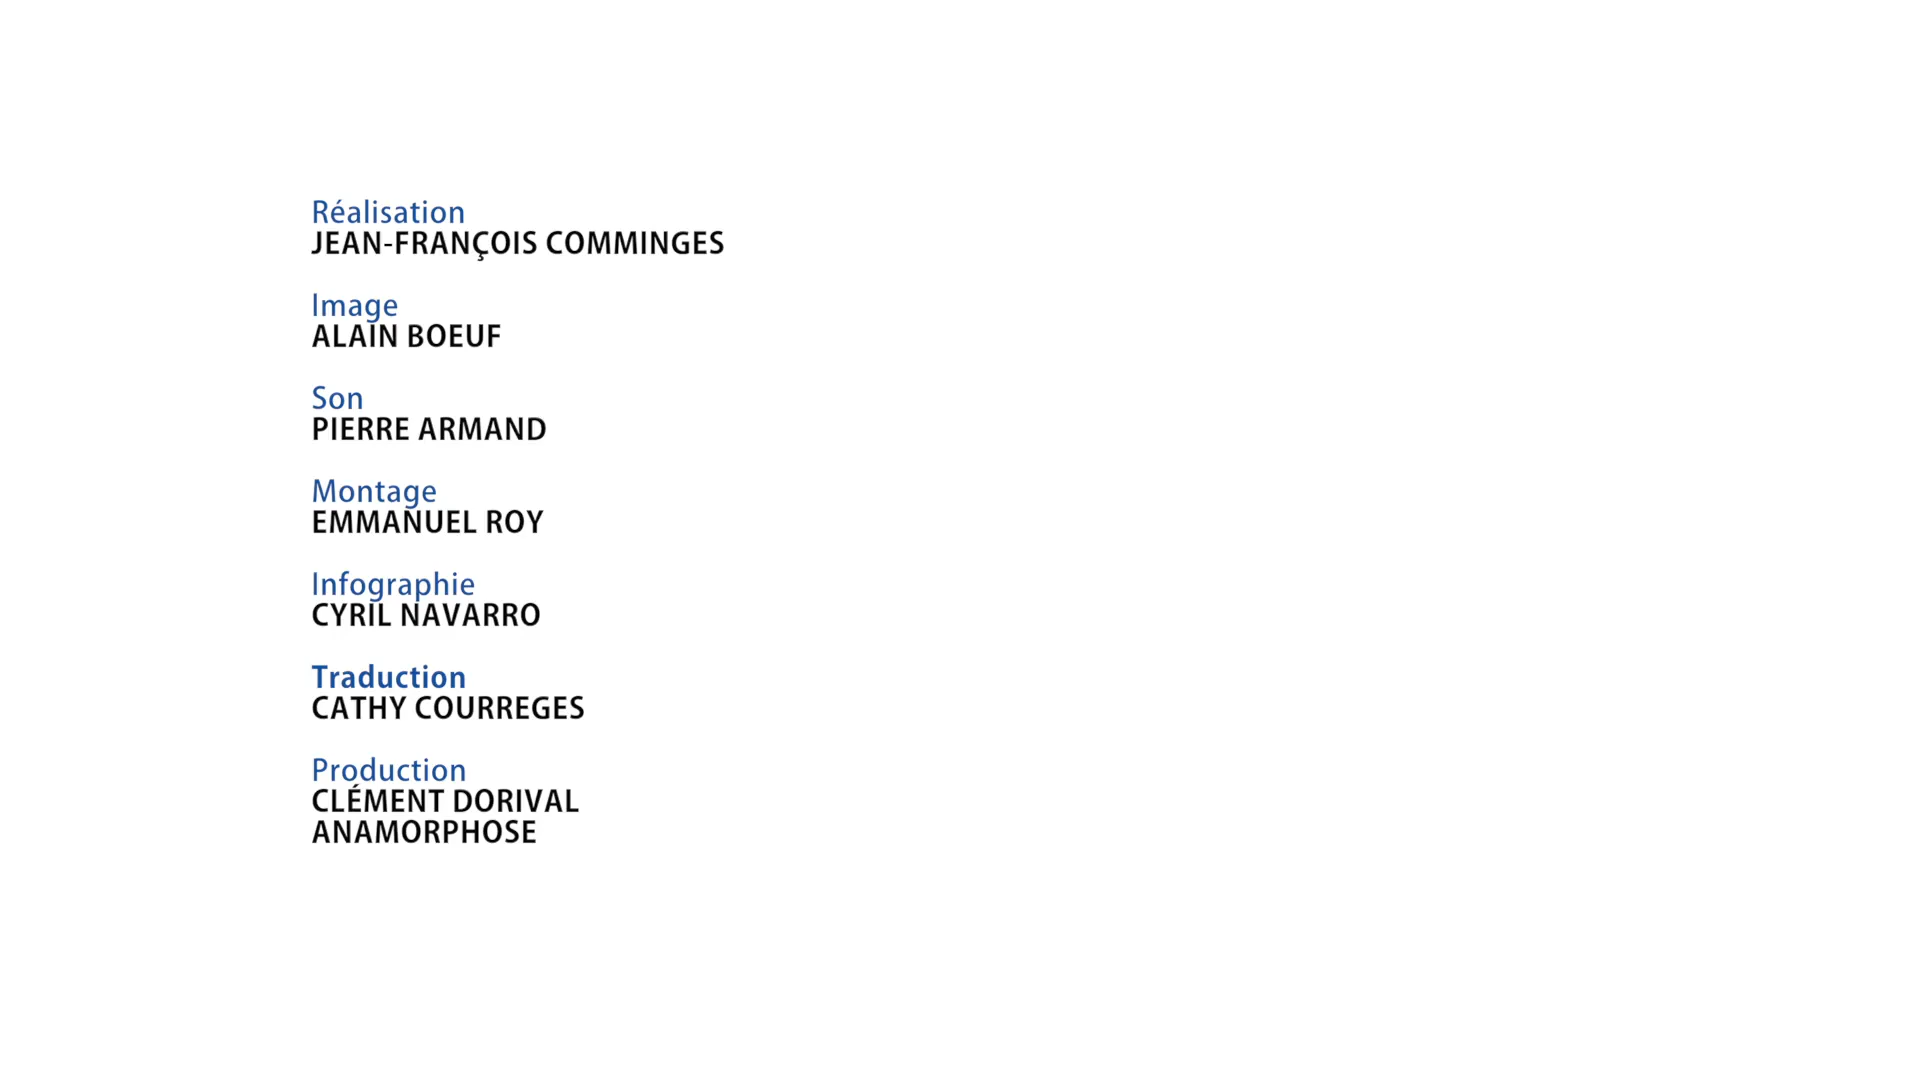 Réalisation
JEAN-FRANÇOIS COMMINGES
Image
ALAIN BOEUF
Son
PIERRE ARMAND
Montage
EMMANUEL ROY
Infographie
CYRIL NAVARRO
Traduction
CATHY COURREGES
Production
CLÉMENT DORIVAL
ANAMORPHOSE